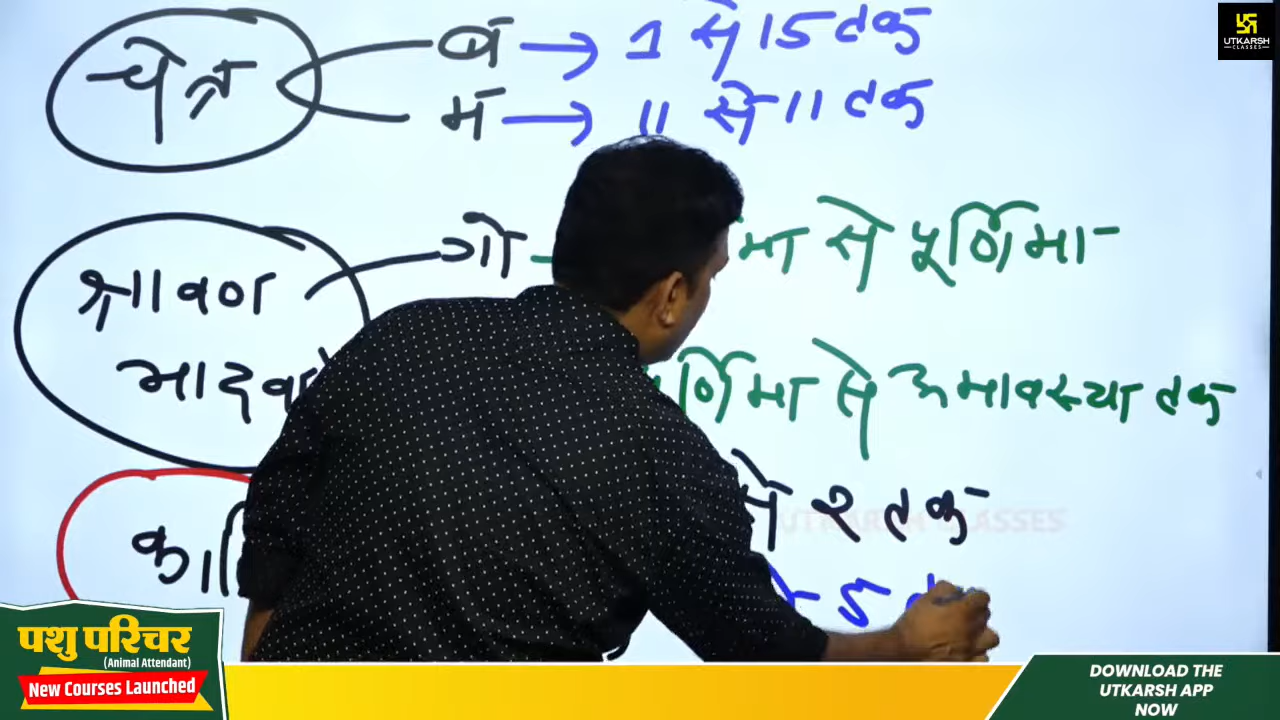 चैत्र
ब → 1 से 15 तक
म → 11 से 11 तक
श्रावण
भादवा
गो
से पूर्णिमा
पूर्णिमा से अमावस्या तक
से २ तक
5
UTKARSH CLASSES
UTKARSH
CLASSES
पशु परिचर
(Animal Attendant)
New Courses Launched
DOWNLOAD THE
UTKARSH APP
NOW